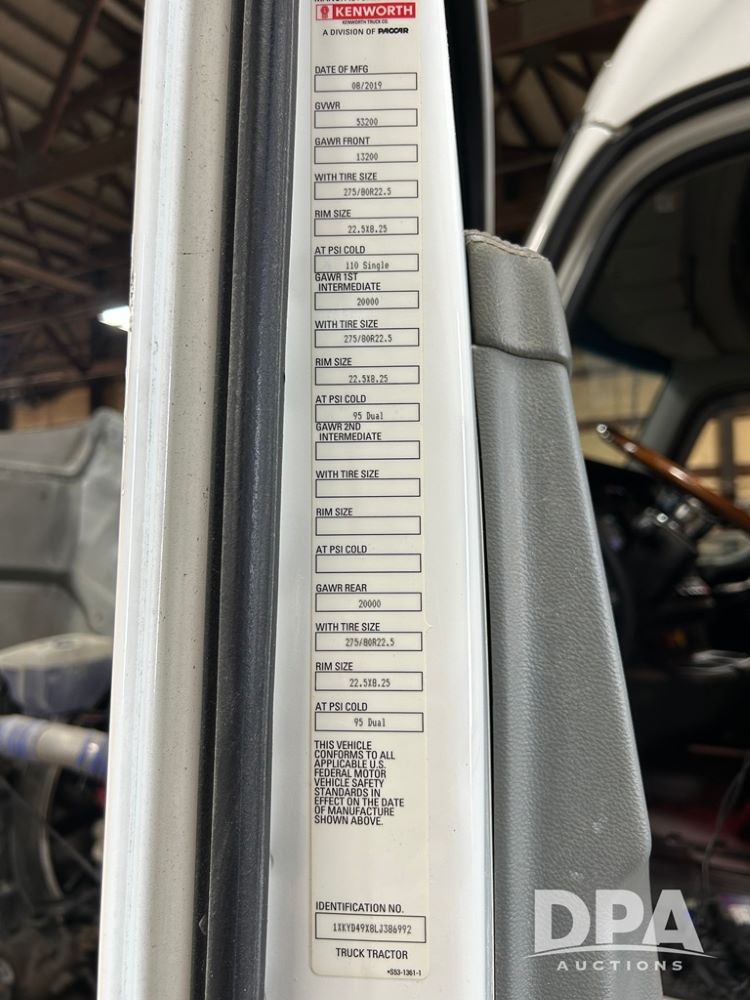 KENWORTH
KENWORTH TRUCK CO.
A DIVISION OF PACCAR
DATE OF MFG
08/2019
GVWR
53200
GAWR FRONT
13200
WITH TIRE SIZE
275/80R22.5
RIM SIZE
22.5X8.25
AT PSI COLD
110 Single
GAWR 1ST
INTERMEDIATE
20000
WITH TIRE SIZE
275/80R22.5
RIM SIZE
22.5X8.25
AT PSI COLD
95 Dual
GAWR 2ND
INTERMEDIATE
WITH TIRE SIZE
RIM SIZE
AT PSI COLD
GAWR REAR
20000
WITH TIRE SIZE
275/80R22.5
RIM SIZE
22.5X8.25
AT PSI COLD
95 Dual
THIS VEHICLE
CONFORMS TO ALL
APPLICABLE U.S.
FEDERAL MOTOR
VEHICLE SAFETY
STANDARDS IN
EFFECT ON THE DATE
OF MANUFACTURE
SHOWN ABOVE.
IDENTIFICATION NO.
1XKYD49X8LJ386992
TRUCK TRACTOR
*S53-1361-1
DPA
AUCTIONS